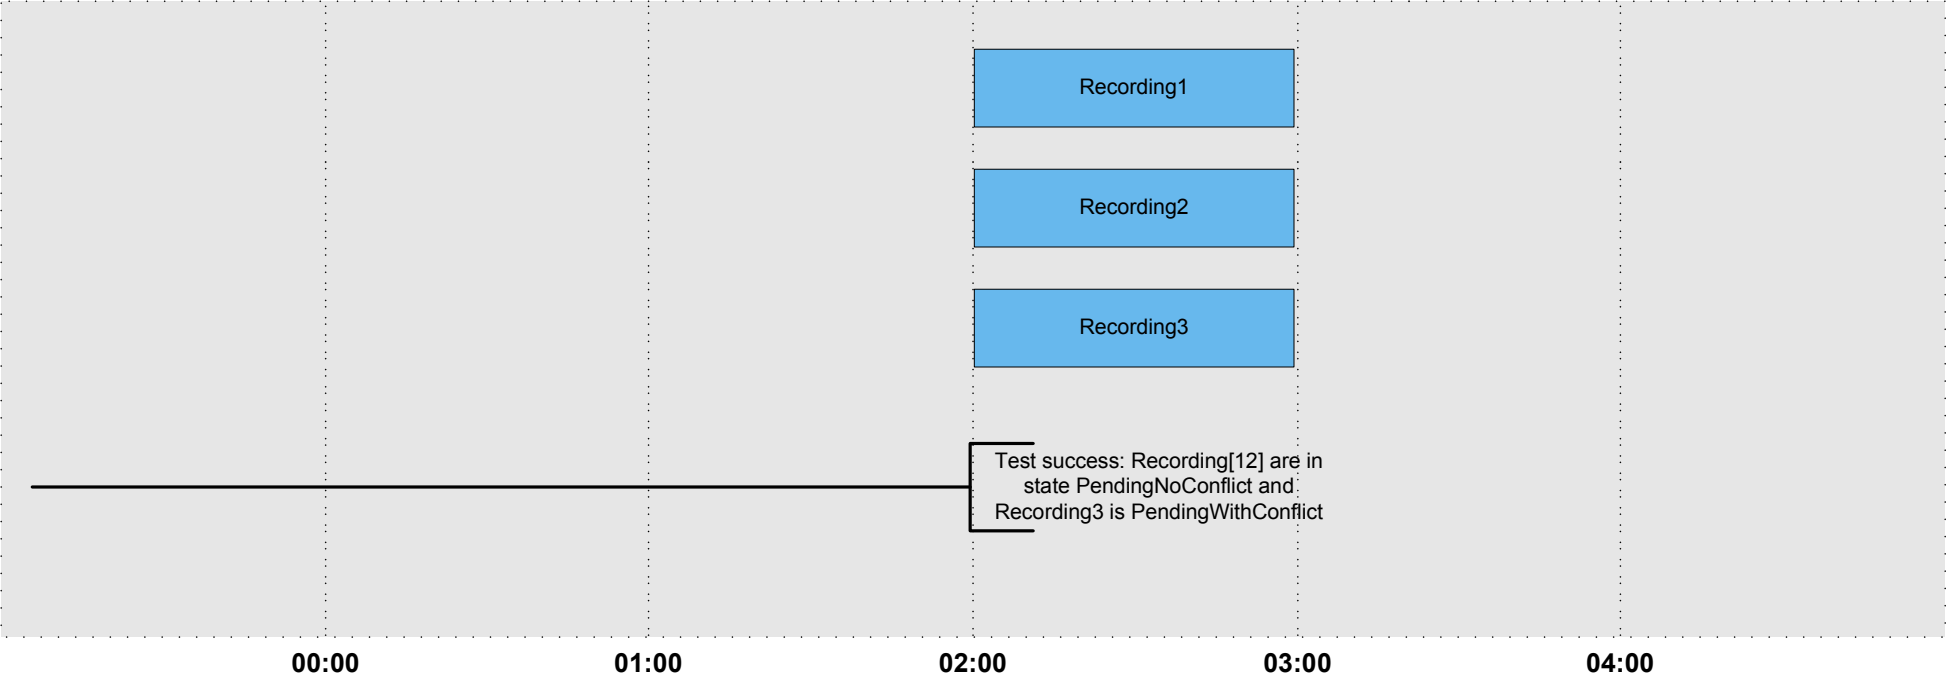 Recording1
Recording2
Recording3
Test success: Recording[12] are in
state PendingNoConflict and
Recording3 is PendingWithConflict
00:00 01:00 02:00 03:00 04:00